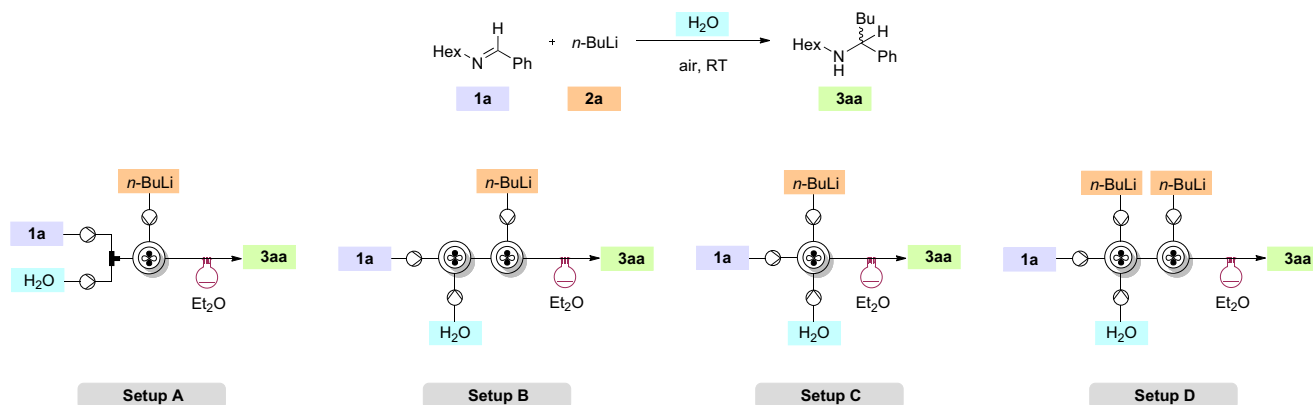 H₂O
air, RT
Hex
N
H
Ph
1a
+
n-BuLi
2a
Bu
Hex
H
N
H
Ph
3aa
n-BuLi
1a
H₂O
3aa
Et₂O
Setup A
n-BuLi
1a
3aa
Et₂O
H₂O
Setup B
n-BuLi
1a
3aa
Et₂O
H₂O
Setup C
n-BuLi
n-BuLi
1a
3aa
Et₂O
H₂O
Setup D